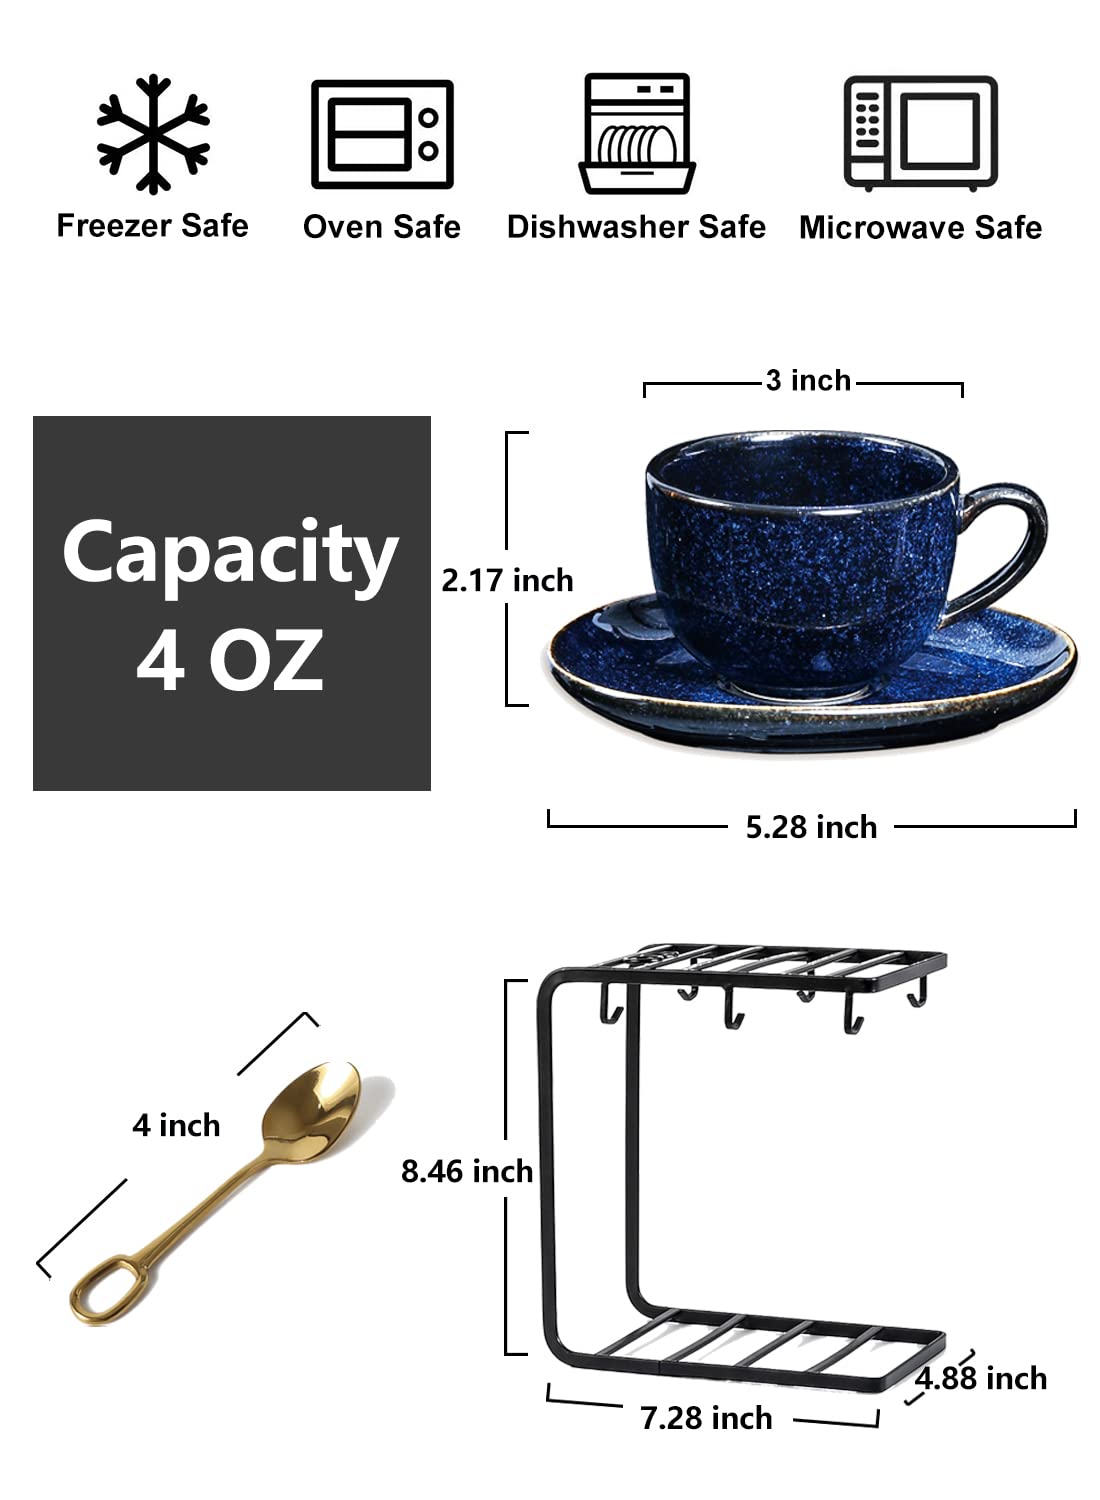 Freezer Safe
Oven Safe
Dishwasher Safe
Microwave Safe
3 inch
Capacity
4 OZ
2.17 inch
5.28 inch
4 inch
8.46 inch
4.88 inch
7.28 inch